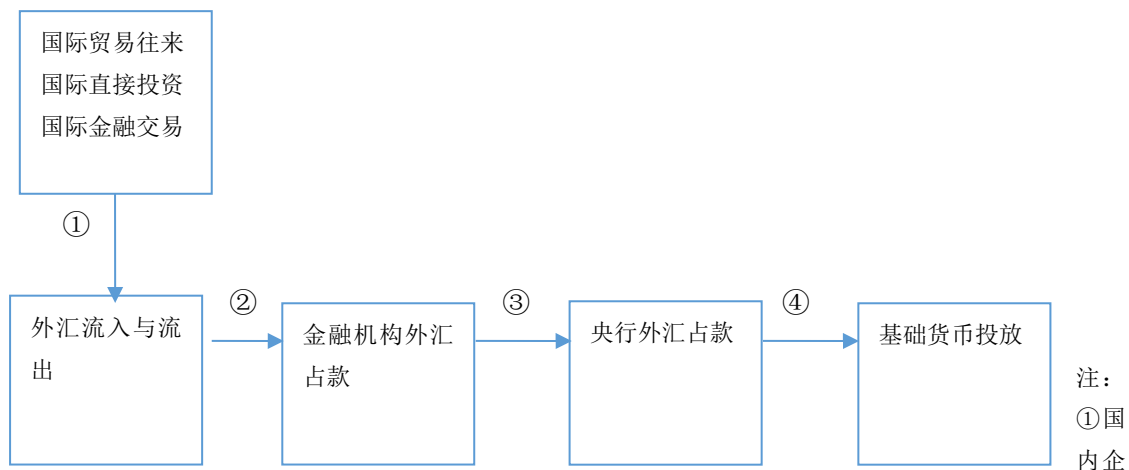 国际贸易往来
国际直接投资
国际金融交易
①
外汇流入与流
出
②
金融机构外汇
占款
③
央行外汇占款
④
基础货币投放
注：
①国
内企